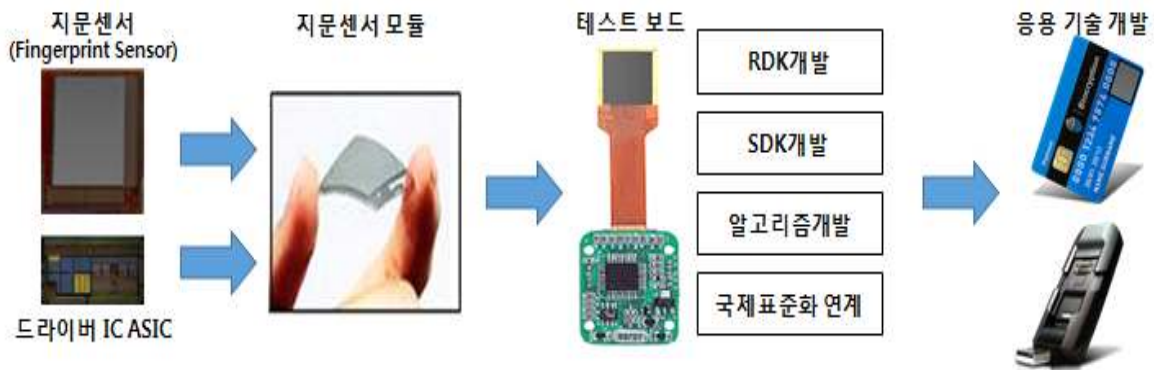 지문센서
(Fingerprint Sensor)
드라이버 IC ASIC
지문센서 모듈
테스트 보드
RDK개발
SDK개발
알고리즘개발
국제표준화 연계
응용 기술 개발